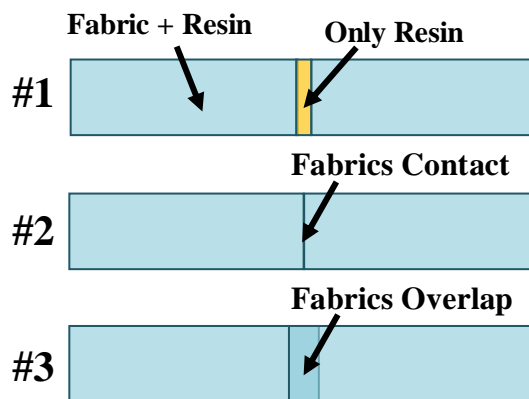 Fabric + Resin
Only Resin
#1
Fabrics Contact
#2
Fabrics Overlap
#3